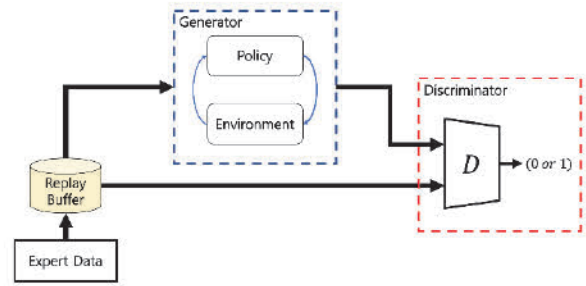 Generator
Policy
Environment
Discriminator
D
(0 or 1)
Replay
Buffer
Expert Data